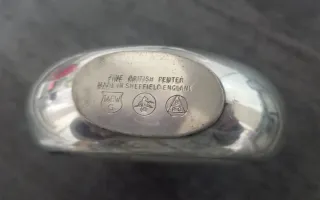 FINE BRITISH PEWTER
MADE IN SHEFFIELD ENGLAND